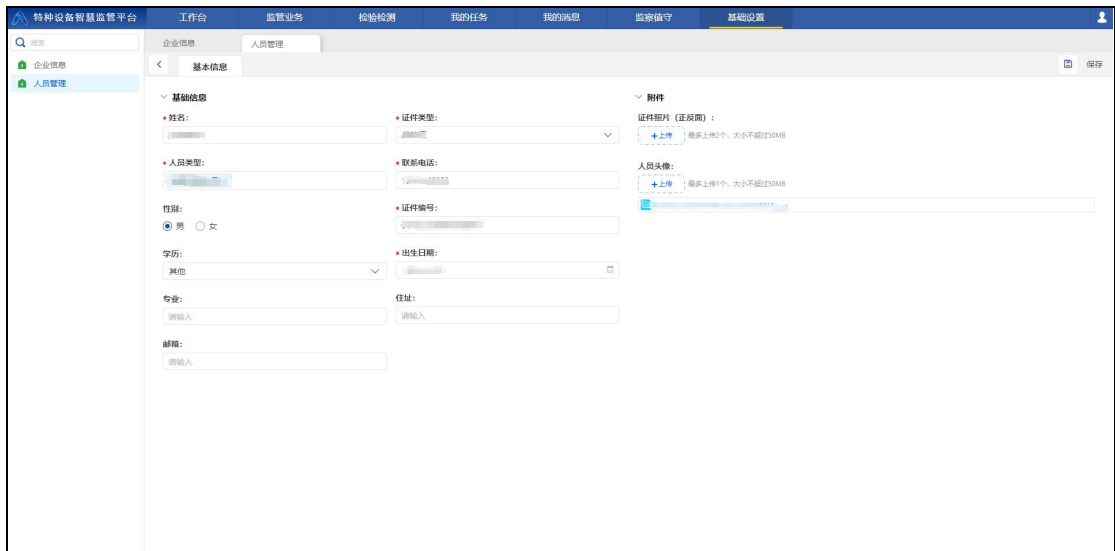 特种设备智慧监管平台 工作台 监管业务 检验检测 我的任务 我的消息 监察值守 基础设置
搜索 企业信息 人员管理
企业信息 基本信息 保存
人员管理
基础信息 附件
*姓名: *证件类型: 证件照片（正反面）:
+上传 最多上传2个，大小不超过50MB
*人员类型: *联系电话: 人员头像:
+上传 最多上传1个，大小不超过50MB
性别: *证件编号:
男 女
学历: *出生日期:
其他
专业: 住址:
请输入 请输入
邮箱:
请输入